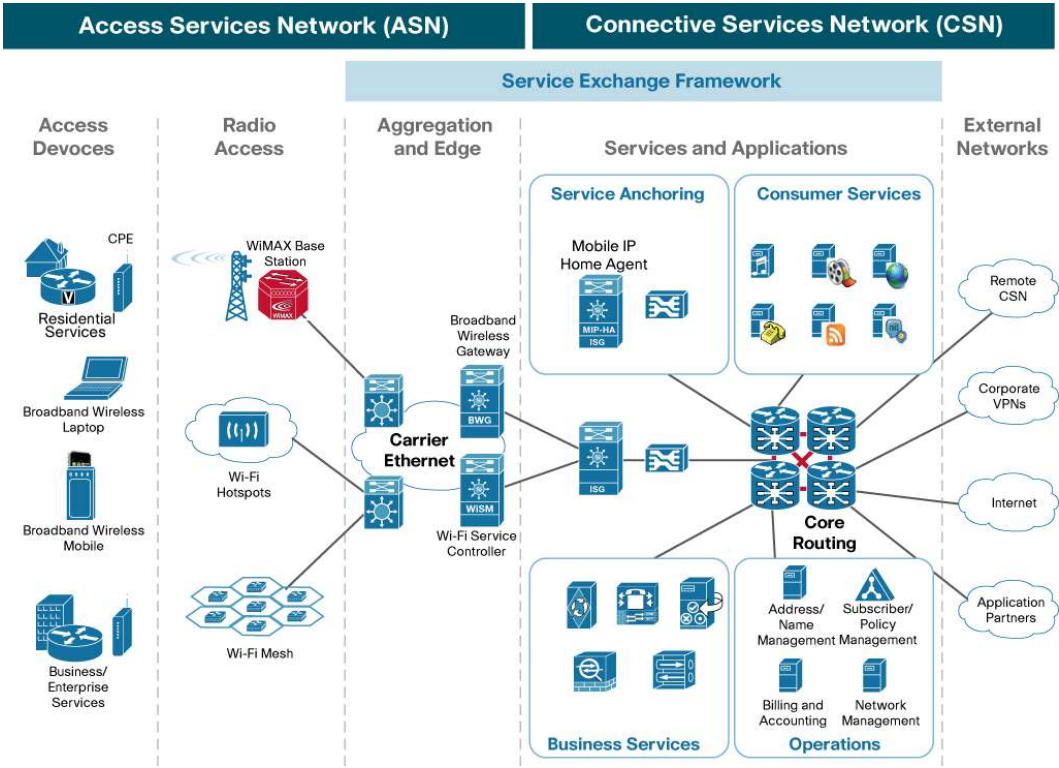 Access Services Network (ASN)
Connective Services Network (CSN)
Service Exchange Framework
Access
Devoces
Radio
Access
Aggregation
and Edge
Services and Applications
External
Networks
CPE
V
Residential
Services
Broadband Wireless
Laptop
Broadband Wireless
Mobile
Business/
Enterprise
Services
WiMAX Base
Station
WiMAX
Wi-Fi
Hotspots
Wi-Fi Mesh
Broadband
Wireless
Gateway
BWG
Carrier
Ethernet
WISM
Wi-Fi Service
Controller
Service Anchoring
Mobile IP
Home Agent
MIP-HA
ISG
ISG
Consumer Services
Core
Routing
Business Services
Address/
Name
Management
Subscriber/
Policy
Management
Billing and
Accounting
Network
Management
Operations
Remote
CSN
Corporate
VPNs
Internet
Application
Partners